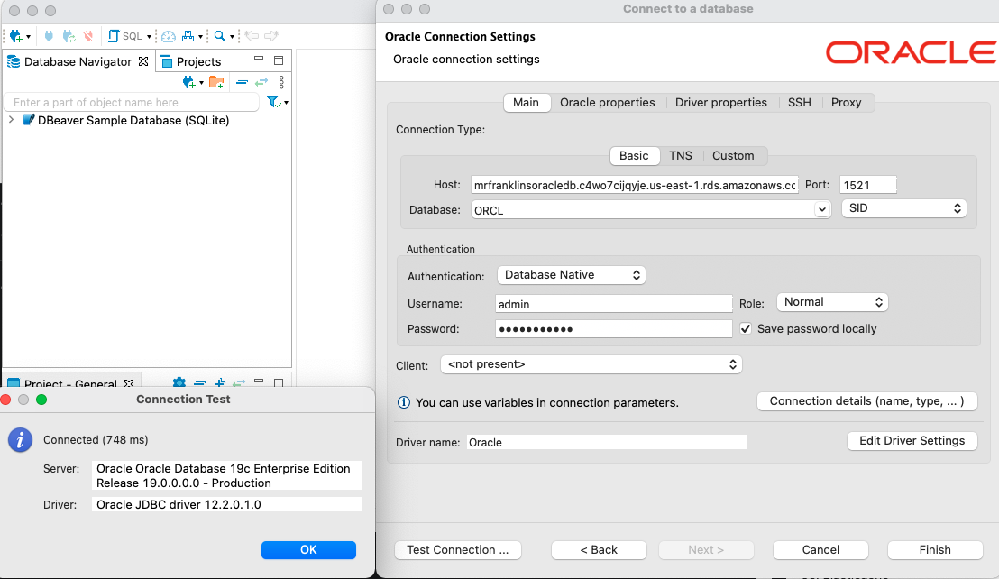 SQL
Database Navigator
Projects
Enter a part of object name here
DBeaver Sample Database (SQLite)
Project - General
Connection Test
Connected (748 ms)
Server:
Oracle Oracle Database 19c Enterprise Edition
Release 19.0.0.0.0 - Production
Driver:
Oracle JDBC driver 12.2.0.1.0
OK
Connect to a database
Oracle Connection Settings
Oracle connection settings
ORACLE
Main Oracle properties Driver properties SSH Proxy
Connection Type:
Basic TNS Custom
Host: mrfranklinsoracledb.c4wo7cijqyje.us-east-1.rds.amazonaws.cc Port: 1521
Database: ORCL SID
Authentication
Authentication: Database Native
Username: admin Role: Normal
Password: ●●●●●●●●●●● Save password locally
Client: <not present>
You can use variables in connection parameters. Connection details (name, type, ... )
Driver name: Oracle Edit Driver Settings
Test Connection ... < Back Next > Cancel Finish